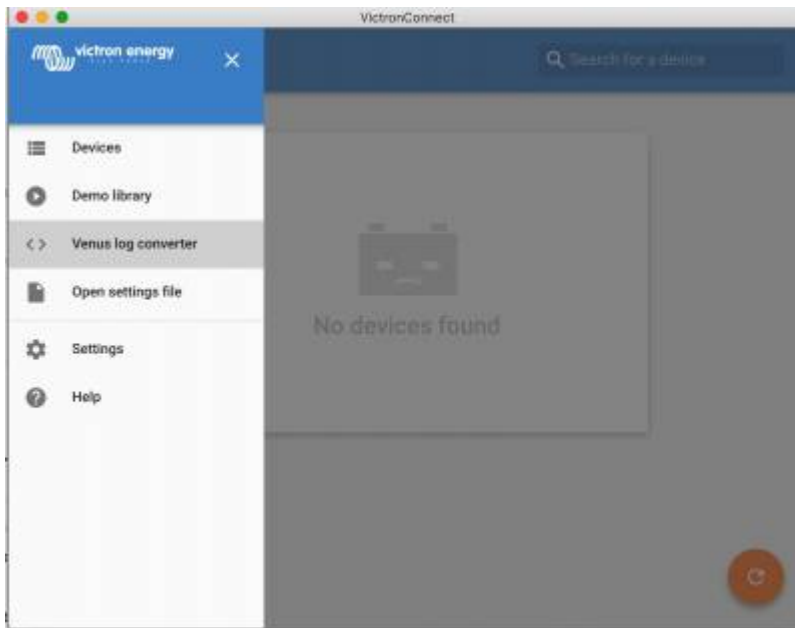 VictronConnect
victron energy
Search for a device
Devices
Demo library
Venus log converter
Open settings file
No devices found
Settings
Help